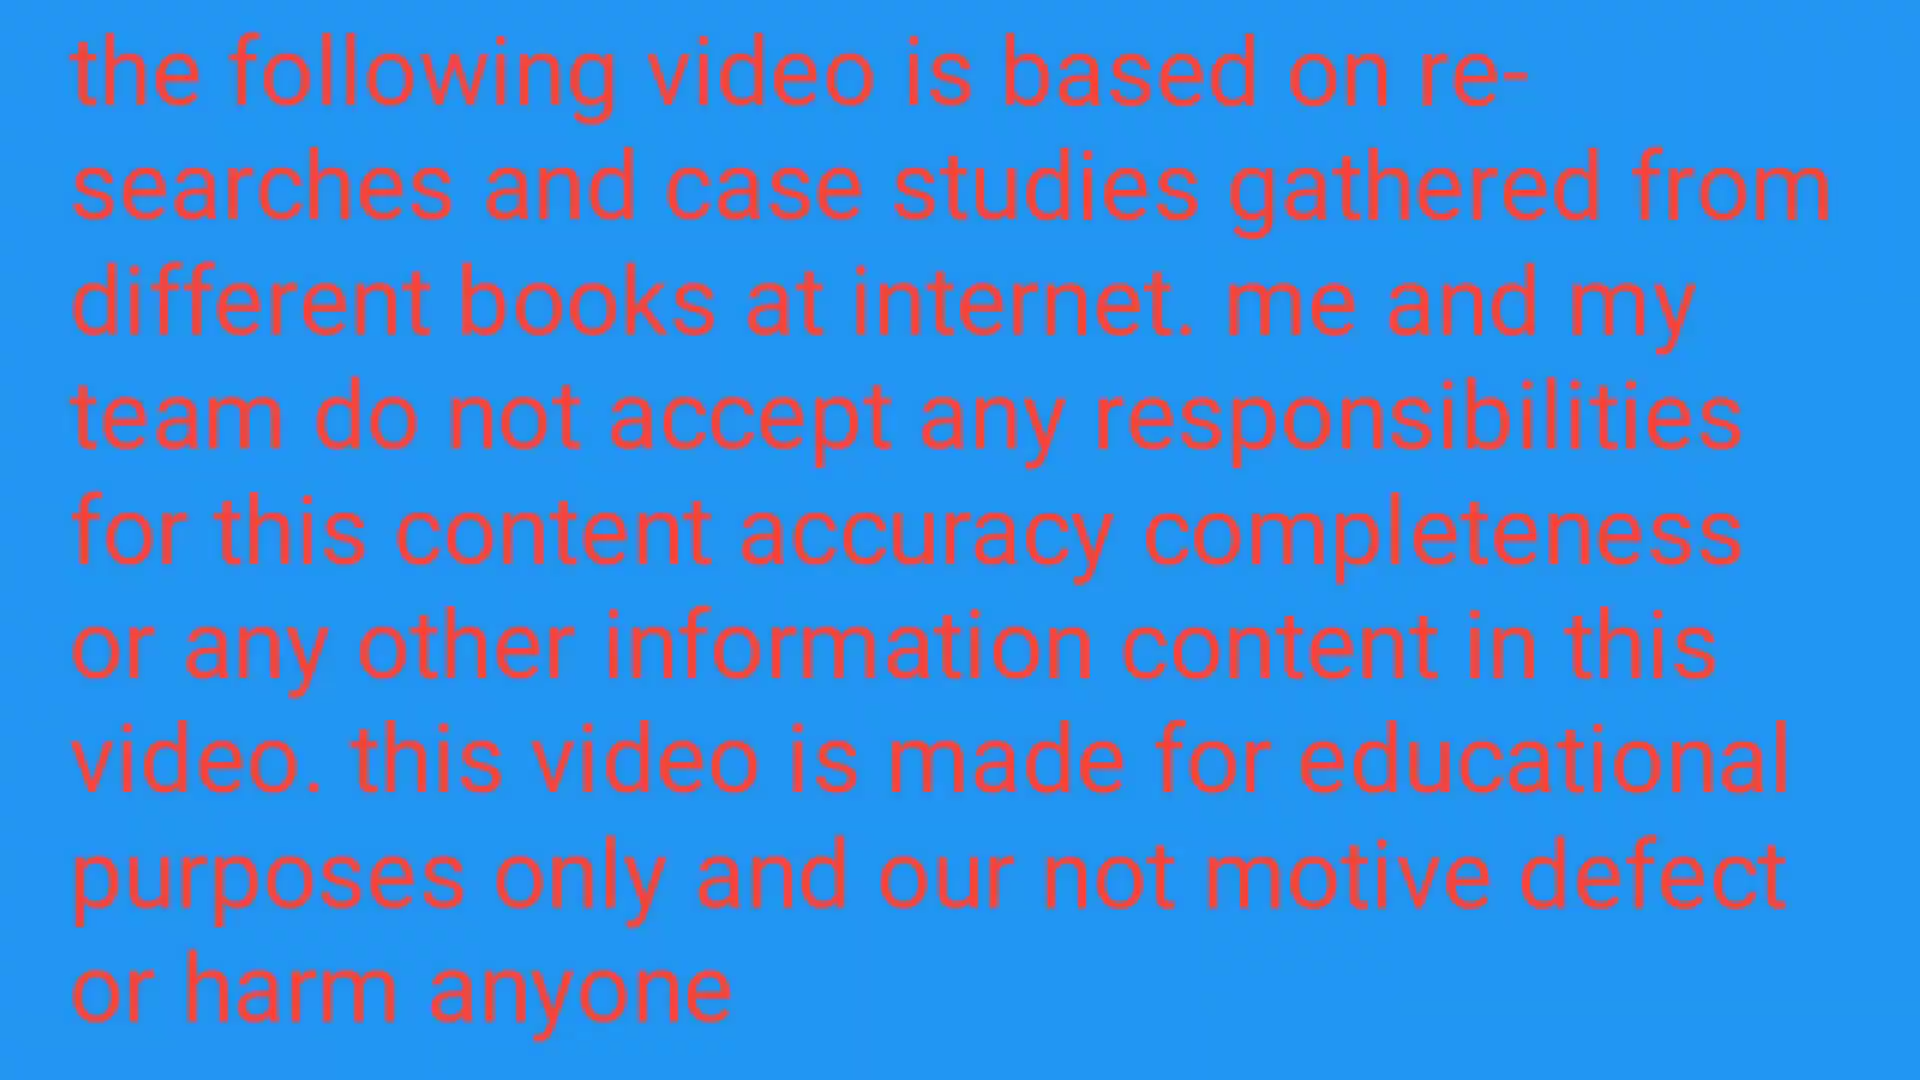 the following video is based on re-
searches and case studies gathered from
different books at internet. me and my
team do not accept any responsibilities
for this content accuracy completeness
or any other information content in this
video. this video is made for educational
purposes only and our not motive defect
or harm anyone